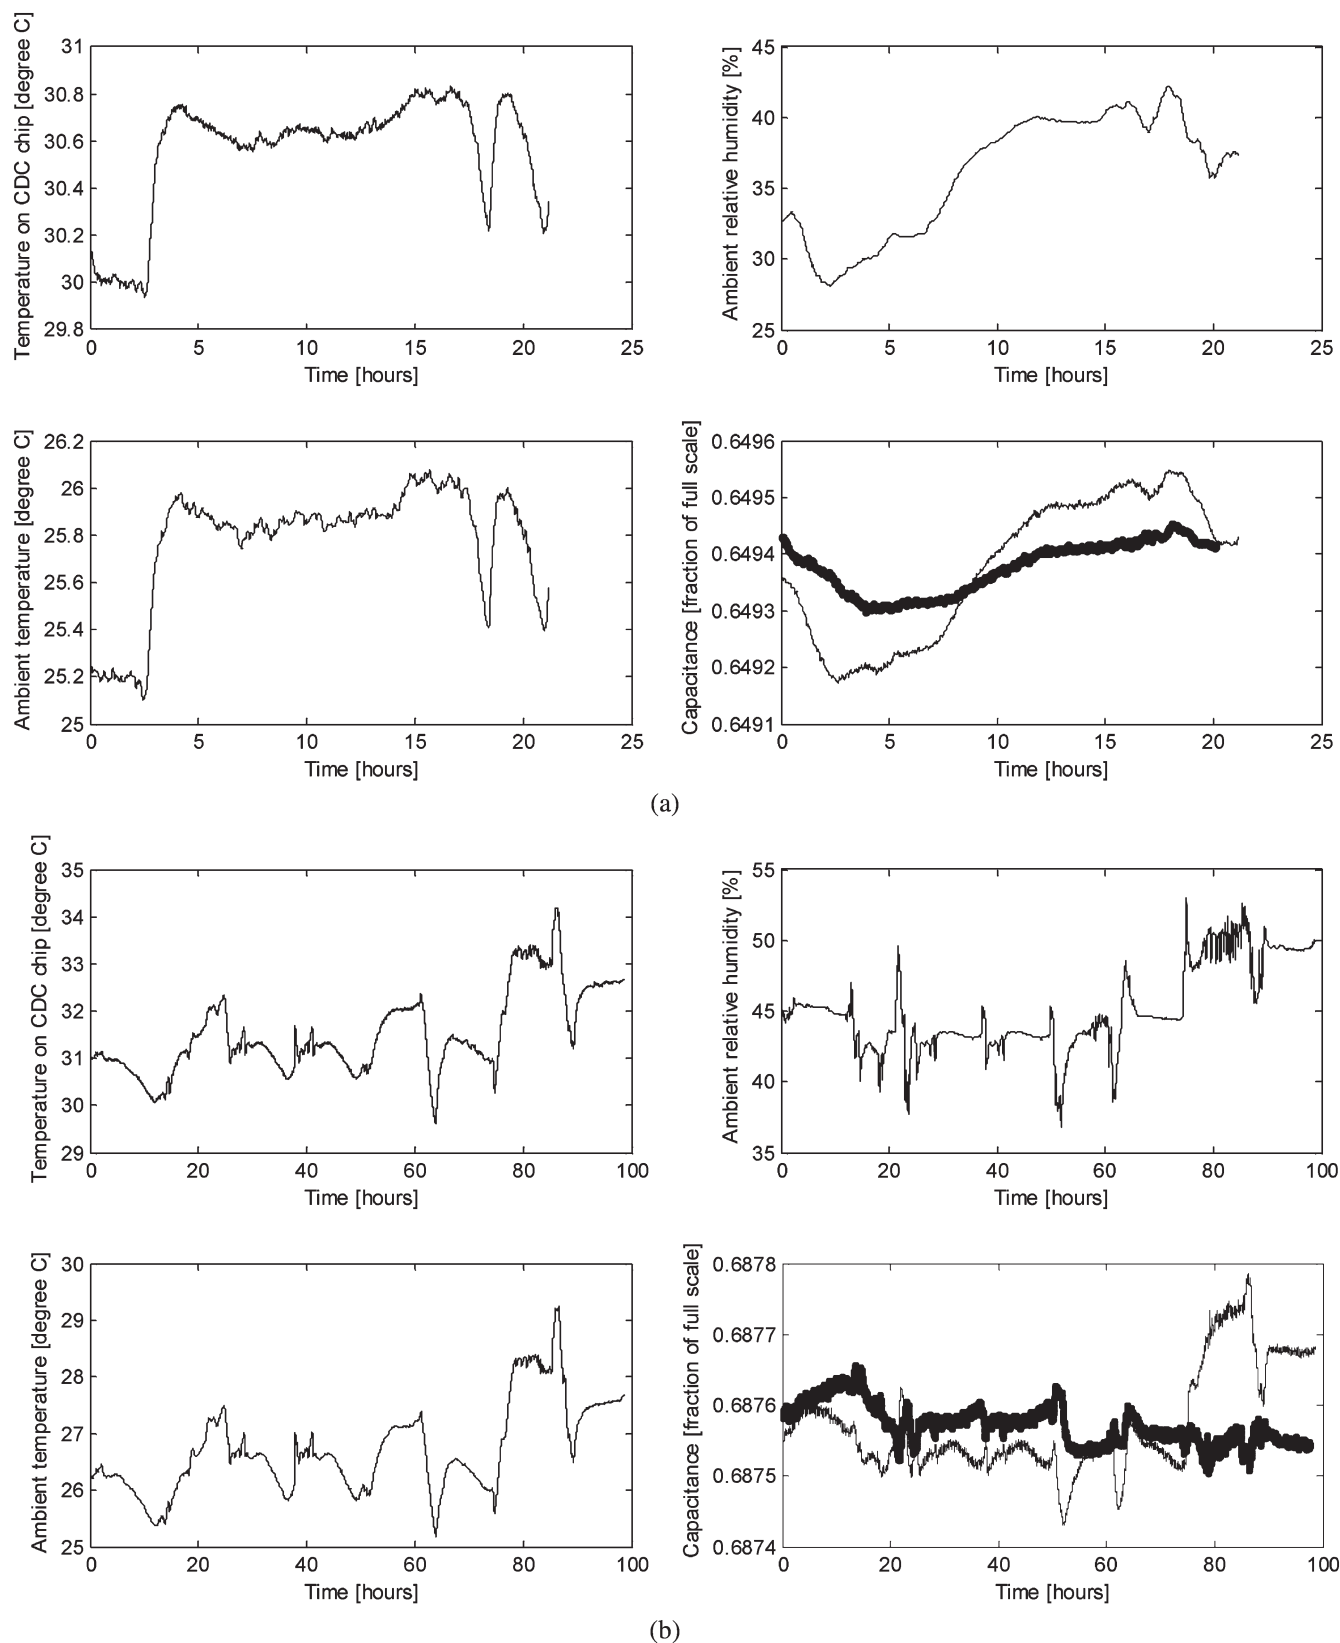 Temperature on CDC chip [degree C]
31
30.8
30.6
30.4
30.2
30
29.8
0 5 10 15 20 25
Time [hours]
Ambient relative humidity [%]
45
40
35
30
25
0 5 10 15 20 25
Time [hours]
Ambient temperature [degree C]
26.2
26
25.8
25.6
25.4
25.2
25
0 5 10 15 20 25
Time [hours]
Capacitance [fraction of full scale]
0.6496
0.6495
0.6494
0.6493
0.6492
0.6491
0 5 10 15 20 25
Time [hours]
(a)
Temperature on CDC chip [degree C]
35
34
33
32
31
30
29
0 20 40 60 80 100
Time [hours]
Ambient relative humidity [%]
55
50
45
40
35
0 20 40 60 80 100
Time [hours]
Ambient temperature [degree C]
30
29
28
27
26
25
0 20 40 60 80 100
Time [hours]
Capacitance [fraction of full scale]
0.6878
0.6877
0.6876
0.6875
0.6874
0 20 40 60 80 100
Time [hours]
(b)